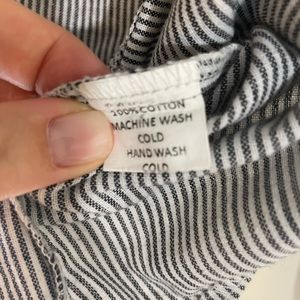 100% COTTON
MACHINE WASH
COLD
HAND WASH
COLD